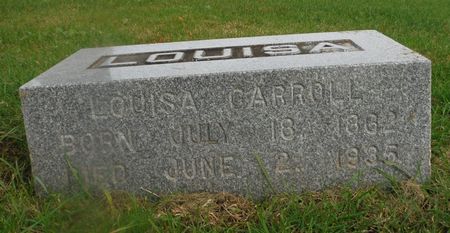 LOUISA
LOUISA CARROLL
BORN JULY 18, 1862
DIED JUNE 2, 1935